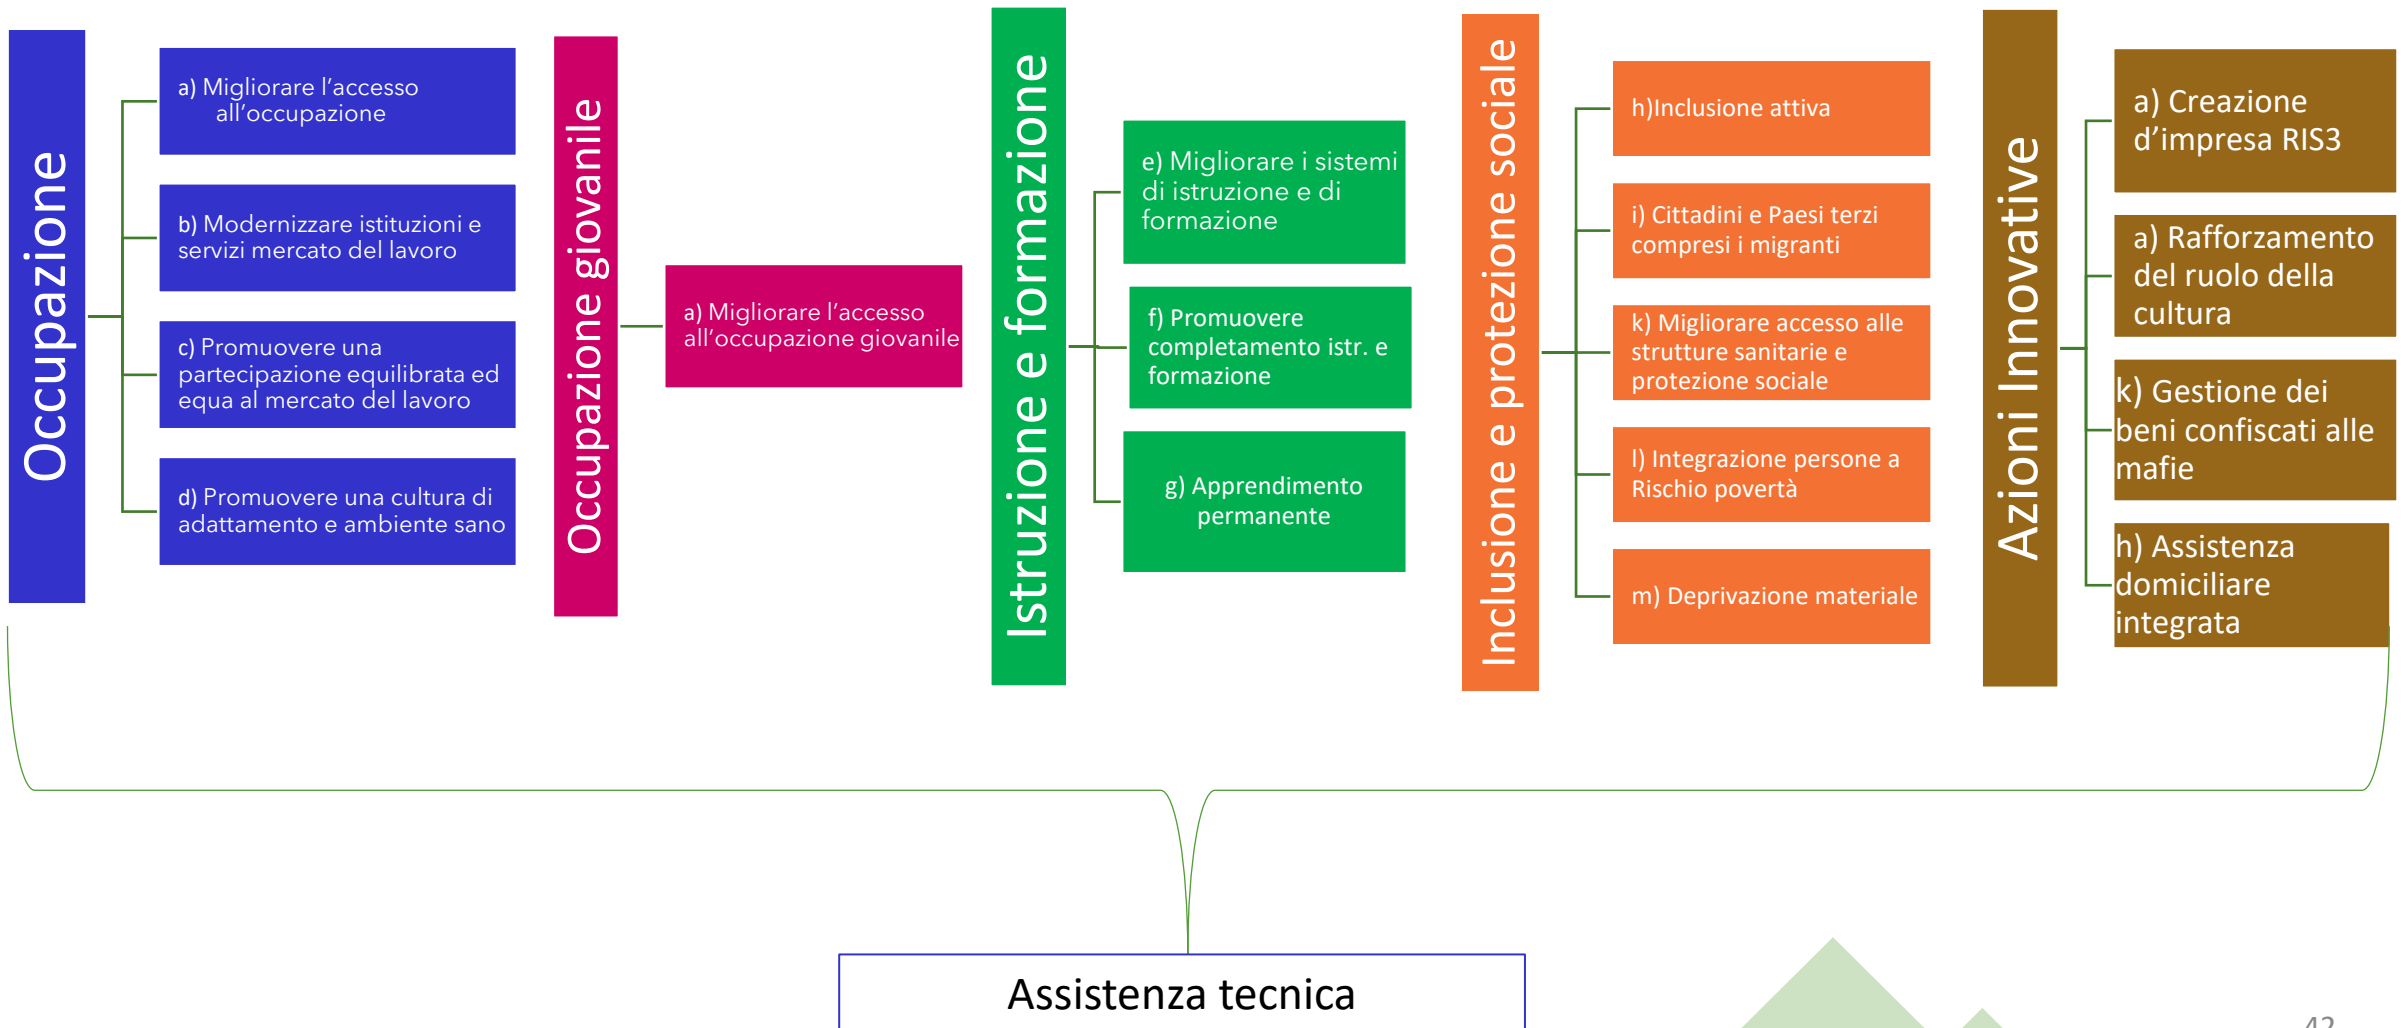 Occupazione
a) Migliorare l’accesso
all’occupazione
b) Modernizzare istituzioni e
servizi mercato del lavoro
c) Promuovere una
partecipazione equilibrata ed
equa al mercato del lavoro
d) Promuovere una cultura di
adattamento e ambiente sano
Occupazione giovanile
a) Migliorare l’accesso
all’occupazione giovanile
Istruzione e formazione
e) Migliorare i sistemi
di istruzione e di
formazione
f) Promuovere
completamento istr. e
formazione
g) Apprendimento
permanente
Inclusione e protezione sociale
h)Inclusione attiva
i) Cittadini e Paesi terzi
compresi i migranti
k) Migliorare accesso alle
strutture sanitarie e
protezione sociale
l) Integrazione persone a
Rischio povertà
m) Deprivazione materiale
Azioni Innovative
a) Creazione
d’impresa RIS3
a) Rafforzamento
del ruolo della
cultura
k) Gestione dei
beni confiscati alle
mafie
h) Assistenza
domiciliare
integrata
Assistenza tecnica
42